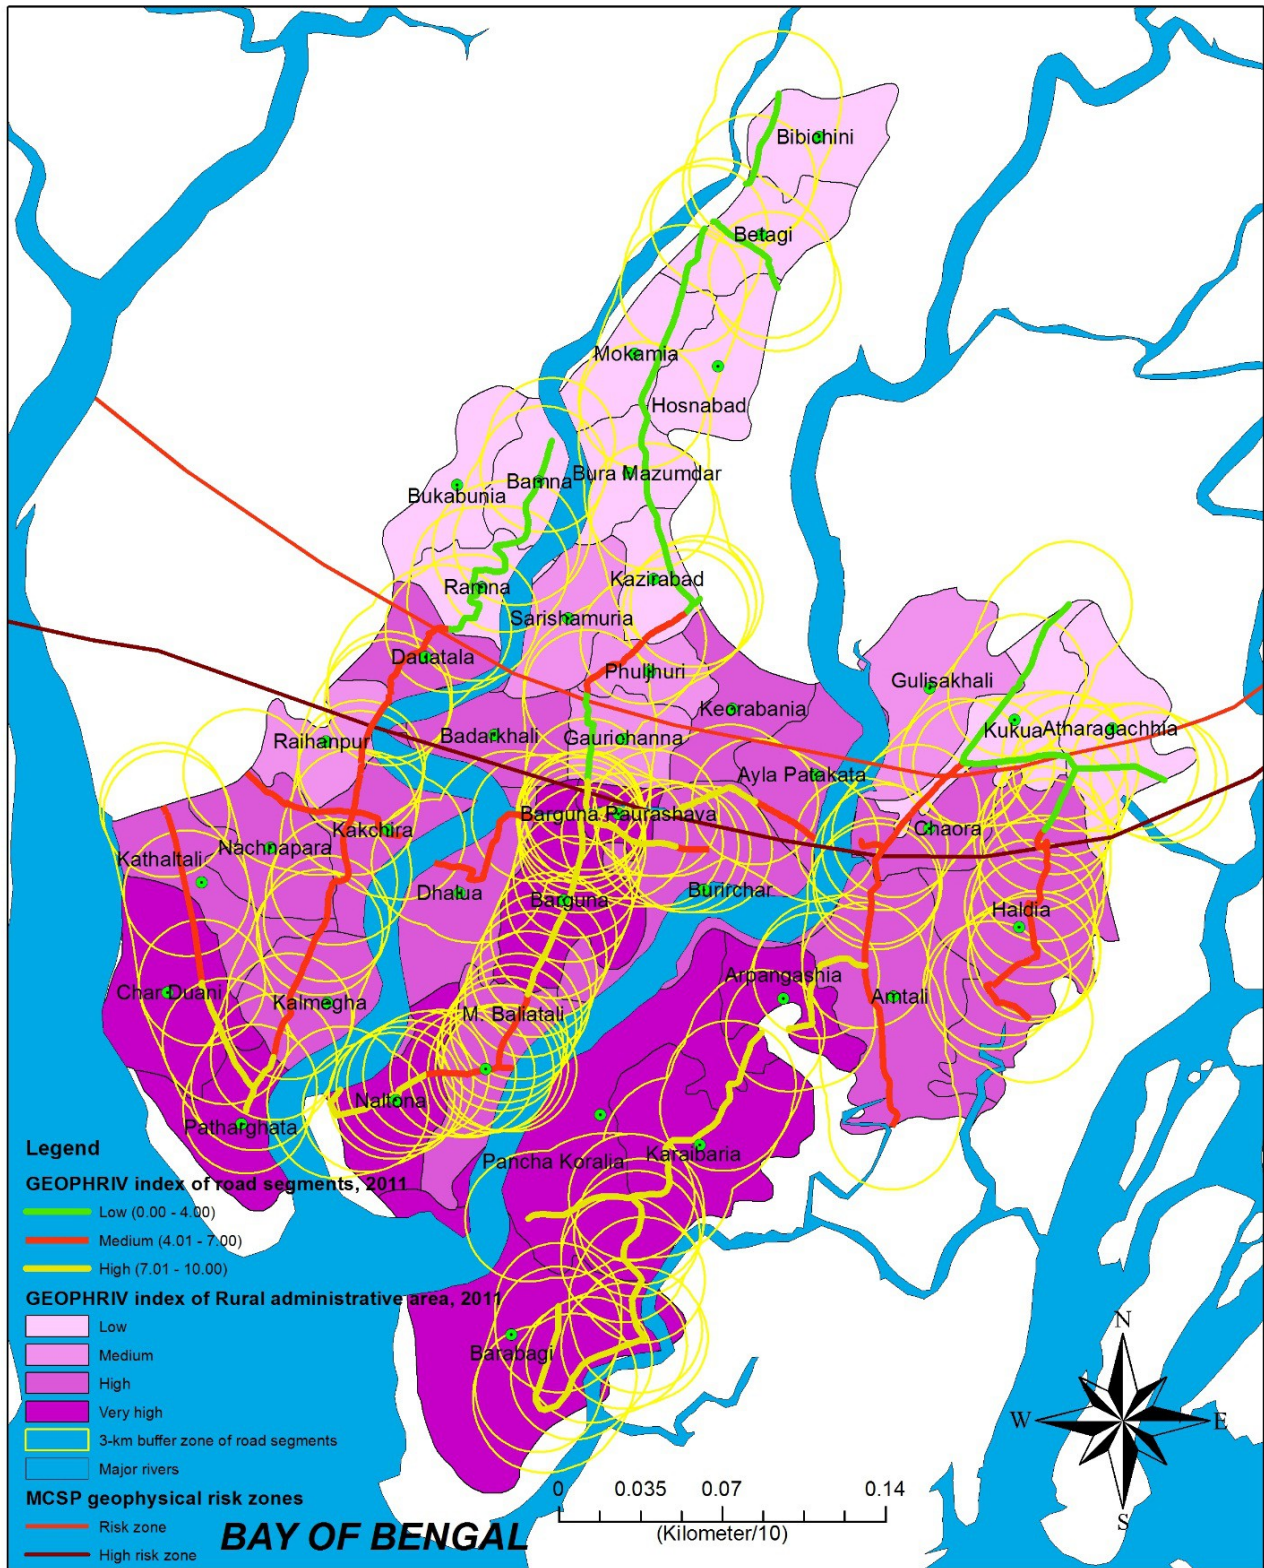 Bibichini
Betagi
Mokamia
Hosnabad
Bura Mazumdar
Bamna
Bukabunia
Kazirabad
Ramna
Sarishamuria
Dauatala
Phuljhuri
Gulisakhali
Keorabania
Kukua
Atharagachhia
Raihanpur
Badarkhali
Gaurichanna
Ayla Patakata
Barguna Paurashava
Chaora
Kakchira
Nachnapara
Kathaltali
Dhalua
Barguna
Burirchar
Haldia
Arpangashia
Char Duani
Kalmegha
Amtali
M. Baliatali
Naltona
Patharghata
Pancha Koralia
Karaibaria
Barabagi
Legend
GEOPHRIV index of road segments, 2011
Low (0.00 - 4.00)
Medium (4.01 - 7.00)
High (7.01 - 10.00)
GEOPHRIV index of Rural administrative area, 2011
Low
Medium
High
Very high
3-km buffer zone of road segments
Major rivers
MCSP geophysical risk zones
Risk zone
High risk zone
BAY OF BENGAL
0 0.035 0.07 0.14
(Kilometer/10)
N
W E
S